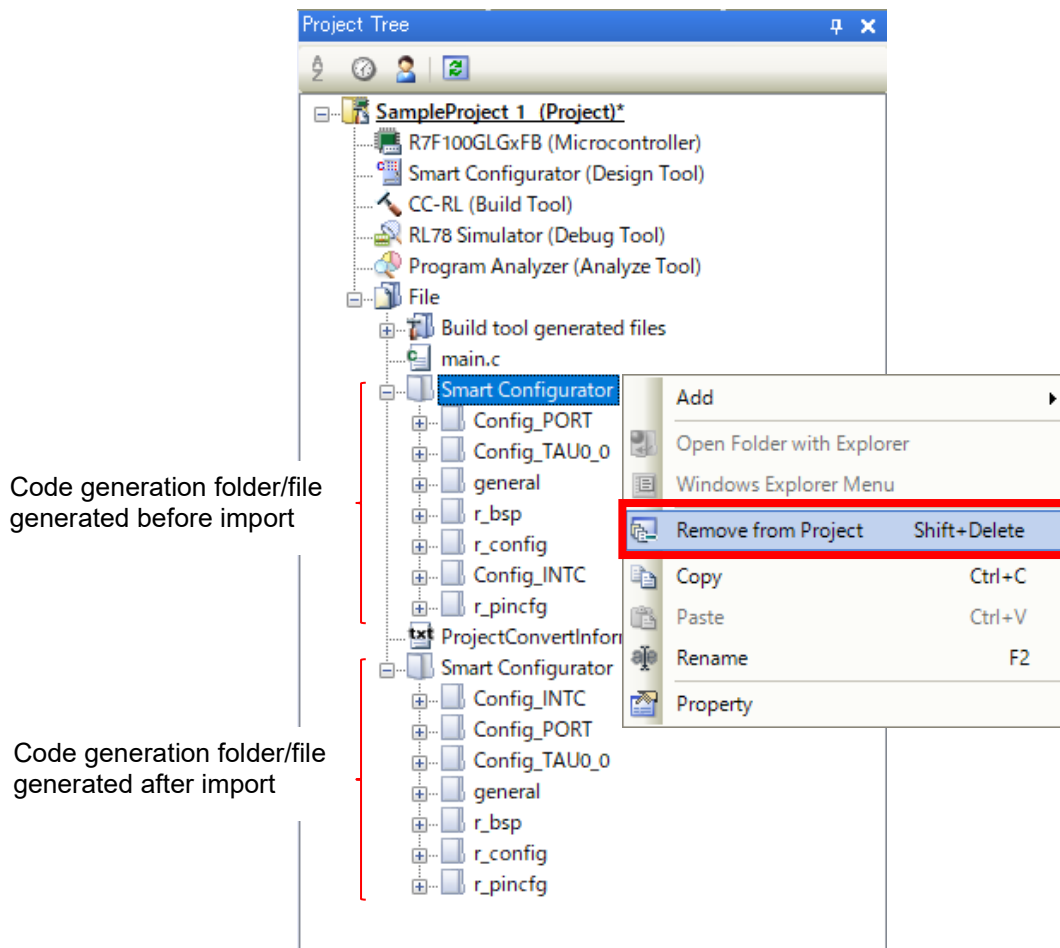 Project Tree
SampleProject 1 (Project)*
R7F100GLGxFB (Microcontroller)
Smart Configurator (Design Tool)
CC-RL (Build Tool)
RL78 Simulator (Debug Tool)
Program Analyzer (Analyze Tool)
File
Build tool generated files
main.c
Smart Configurator
Config_PORT
Config_TAU0_0
general
r_bsp
r_config
Config_INTC
r_pincfg
ProjectConvertInforr
Smart Configurator
Config_INTC
Config_PORT
Config_TAU0_0
general
r_bsp
r_config
r_pincfg
Add
Open Folder with Explorer
Windows Explorer Menu
Remove from Project Shift+Delete
Copy Ctrl+C
Paste Ctrl+V
Rename F2
Property
Code generation folder/file
generated before import
Code generation folder/file
generated after import